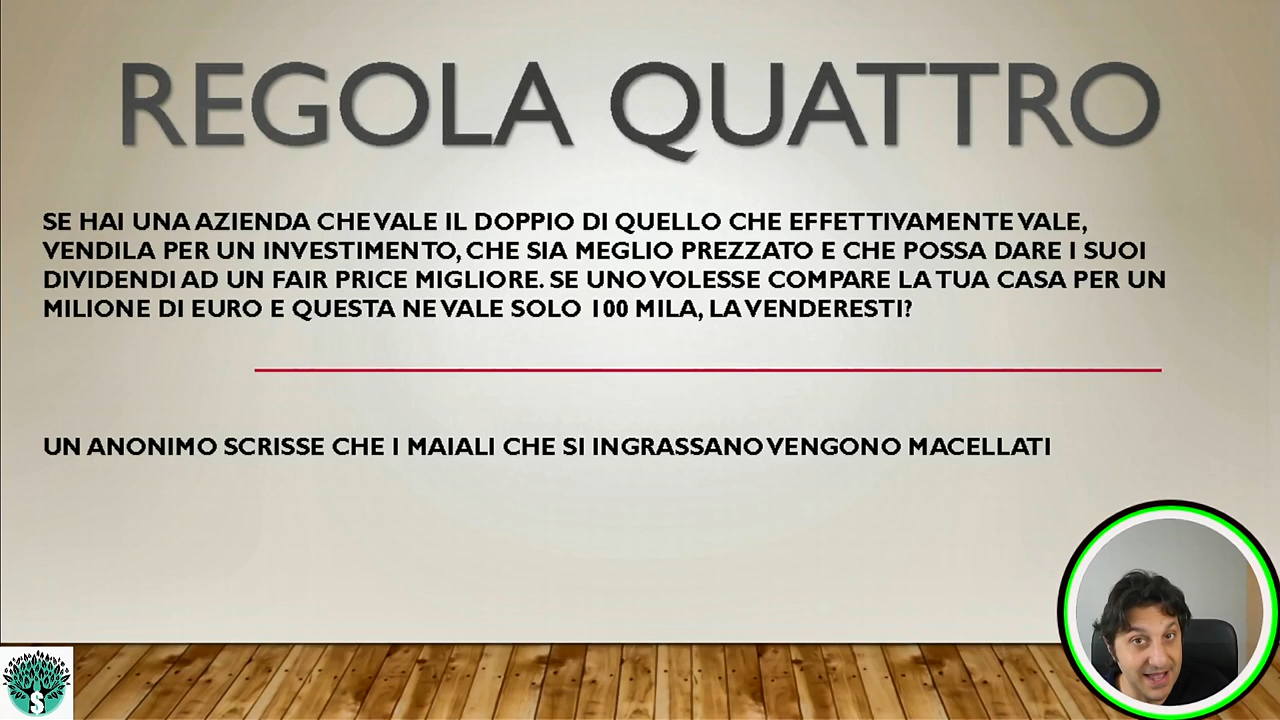 REGOLA QUATTRO
SE HAI UNA AZIENDA CHE VALE IL DOPPIO DI QUELLO CHE EFFETTIVAMENTE VALE,
VENDILA PER UN INVESTIMENTO, CHE SIA MEGLIO PREZZATO E CHE POSSA DARE I SUOI
DIVIDENDI AD UN FAIR PRICE MIGLIORE. SE UNO VOLESSE COMPARE LA TUA CASA PER UN
MILIONE DI EURO E QUESTA NE VALE SOLO 100 MILA, LA VENDERESTI?
UN ANONIMO SCRISSE CHE I MAIALI CHE SI INGRASSANO VENGONO MACELLATI
S